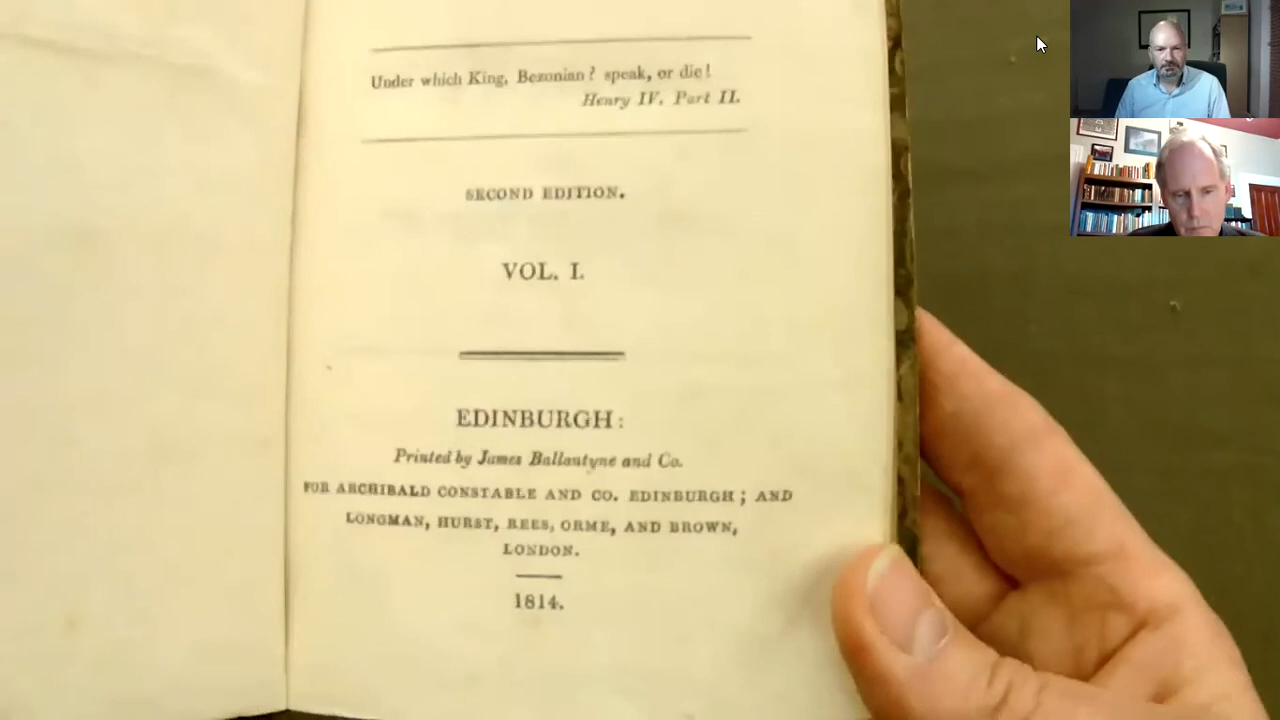 Under which King, Bezonian? speak, or die!
Henry IV. Part II.
SECOND EDITION.
VOL. I.
EDINBURGH:
Printed by James Ballantyne and Co.
FOR ARCHIBALD CONSTABLE AND CO. EDINBURGH; AND
LONGMAN, HURST, REES, ORME, AND BROWN,
LONDON.
1814.